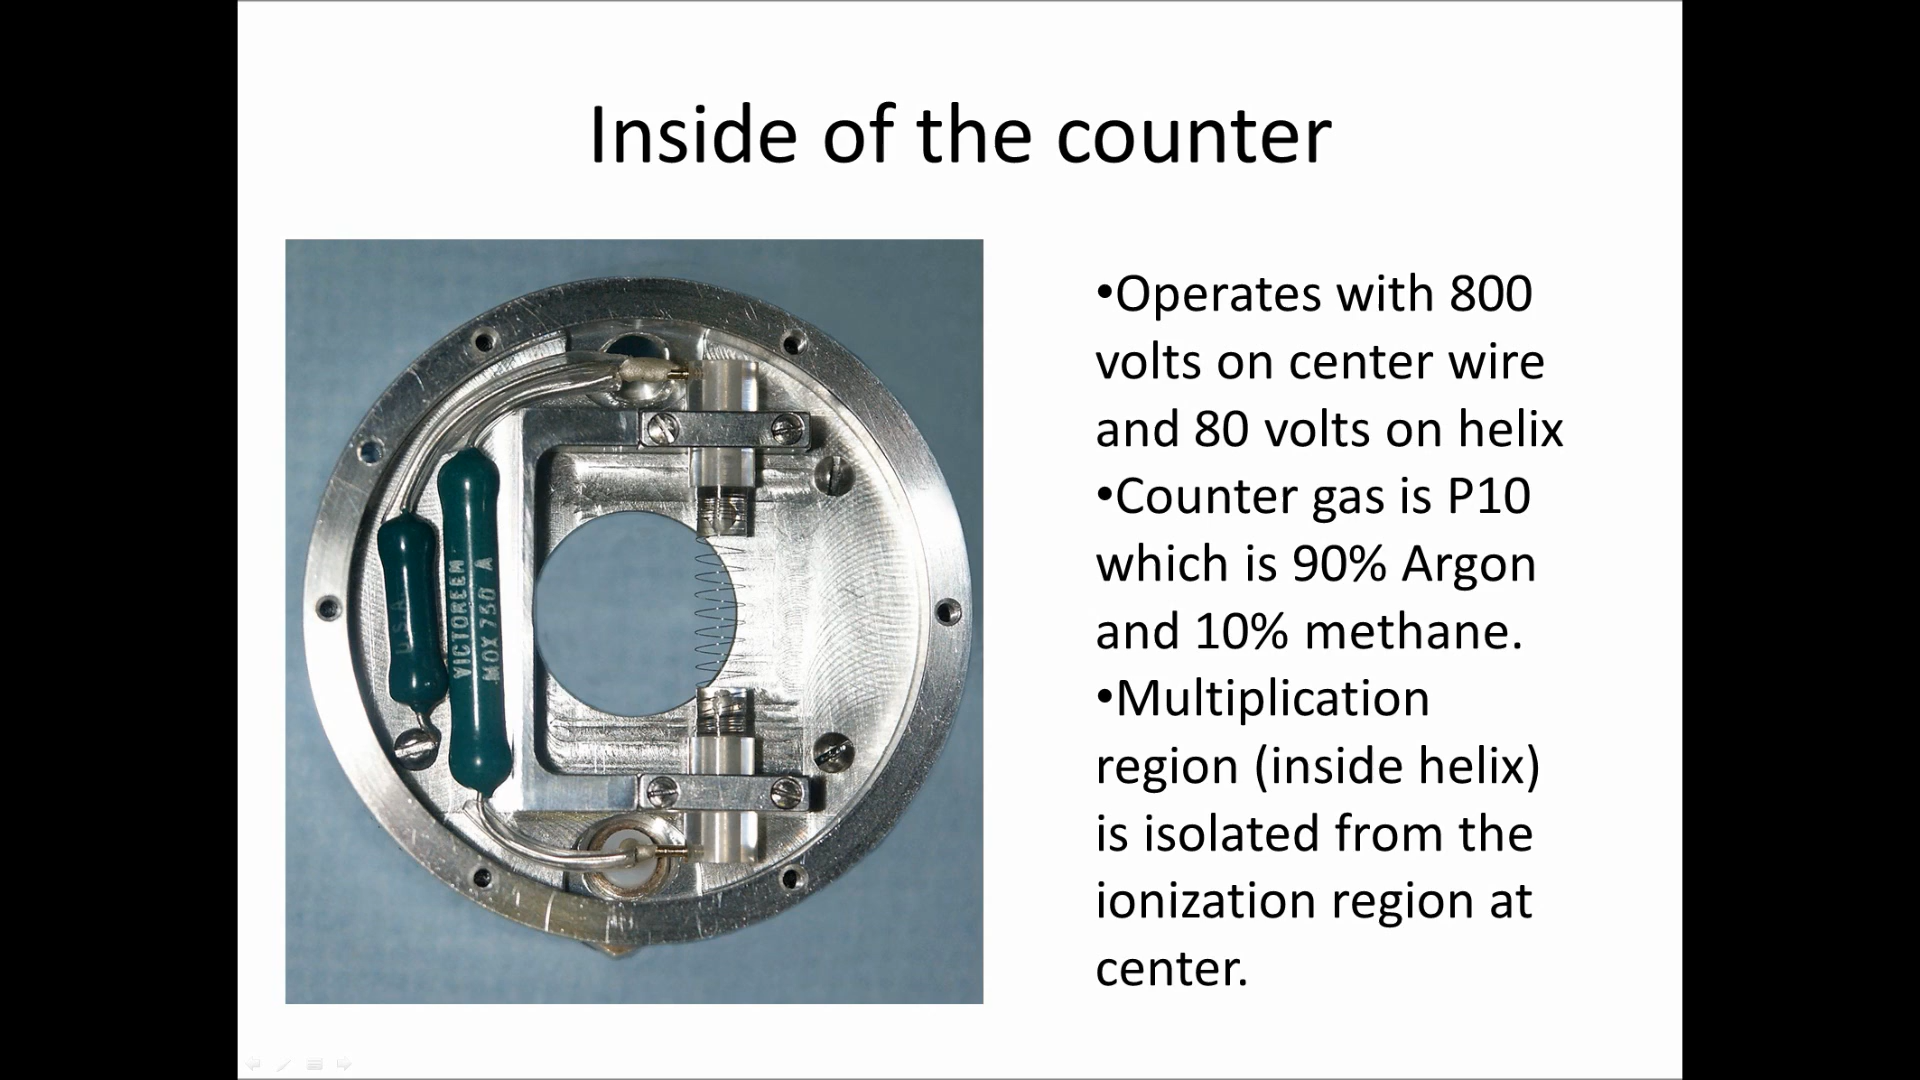 Inside of the counter
•Operates with 800
volts on center wire
and 80 volts on helix
•Counter gas is P10
which is 90% Argon
and 10% methane.
•Multiplication
region (inside helix)
is isolated from the
ionization region at
center.
U.S.A.
VICTOREEN
MOX 750 A